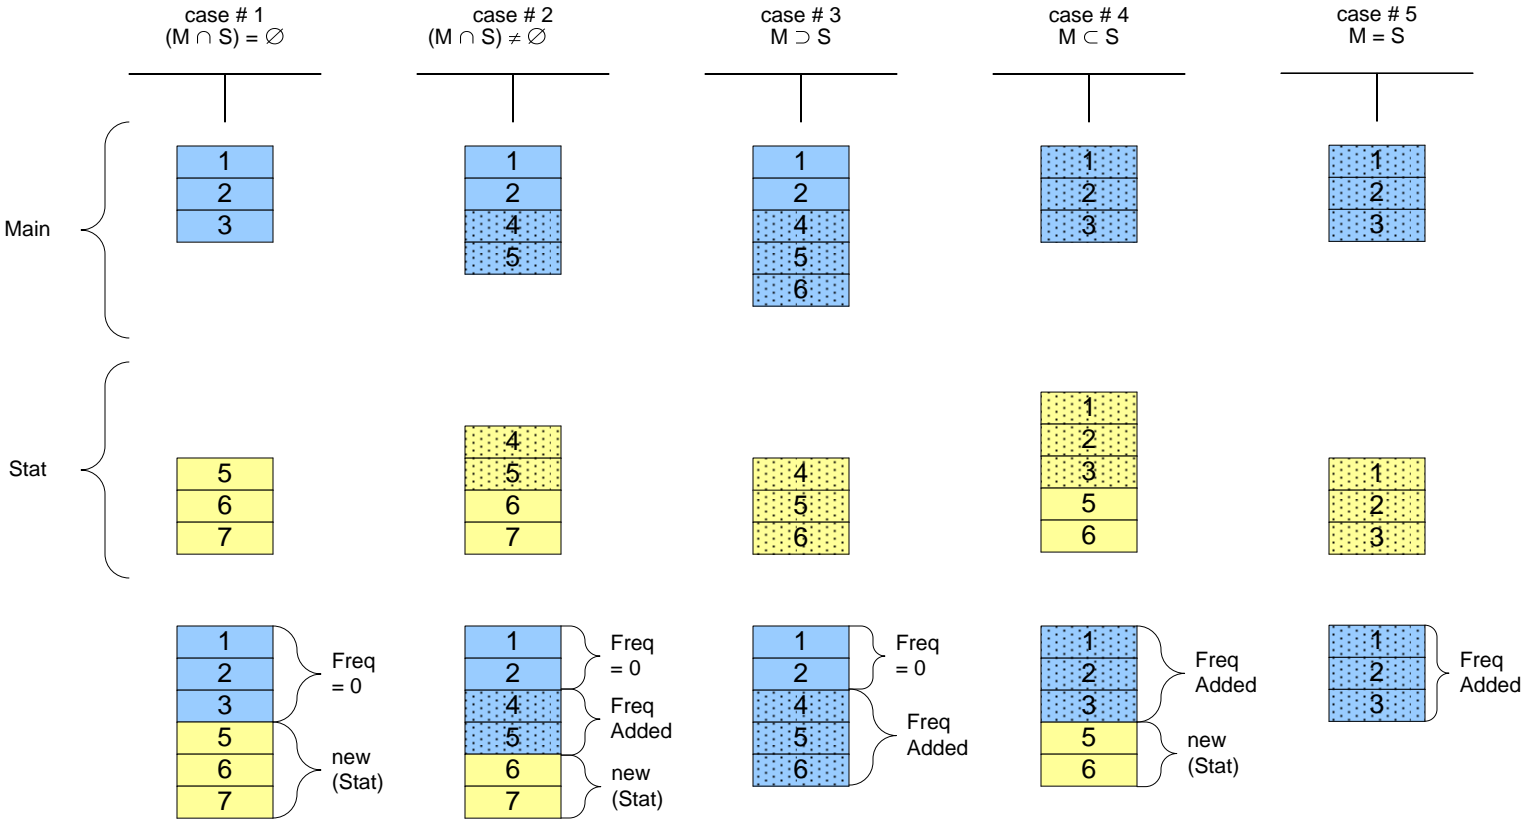 case # 1
(M ∩ S) = ∅
case # 2
(M ∩ S) ≠ ∅
case # 3
M ⊃ S
case # 4
M ⊂ S
case # 5
M = S
Main
1
2
3
1
2
4
5
1
2
4
5
6
1
2
3
1
2
3
Stat
5
6
7
4
5
6
7
4
5
6
1
2
3
5
6
1
2
3
1
2
3
5
6
7
Freq
= 0
new
(Stat)
1
2
4
5
6
7
Freq
= 0
Freq
Added
new
(Stat)
1
2
4
5
6
Freq
= 0
Freq
Added
1
2
3
5
6
Freq
Added
new
(Stat)
1
2
3
Freq
Added